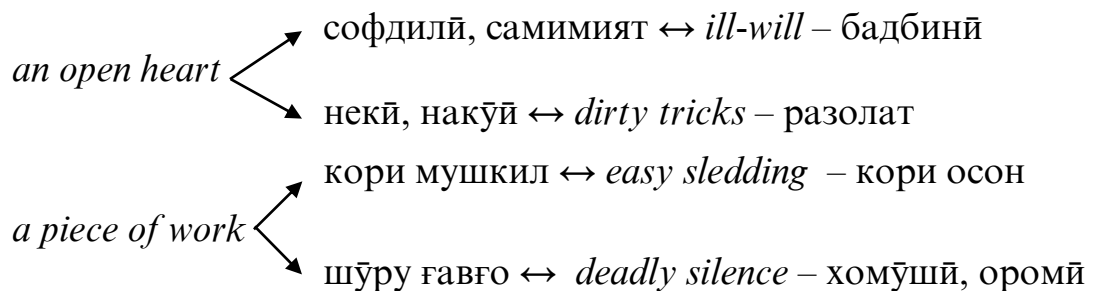 софдилӣ, самимият ↔ ill-will – бадбинӣ
an open heart
некӣ, накӯӣ ↔ dirty tricks – разолат
кори мушкил ↔ easy sledding – кори осон
a piece of work
шӯру ғавғо ↔ deadly silence – хомӯшӣ, оромӣ